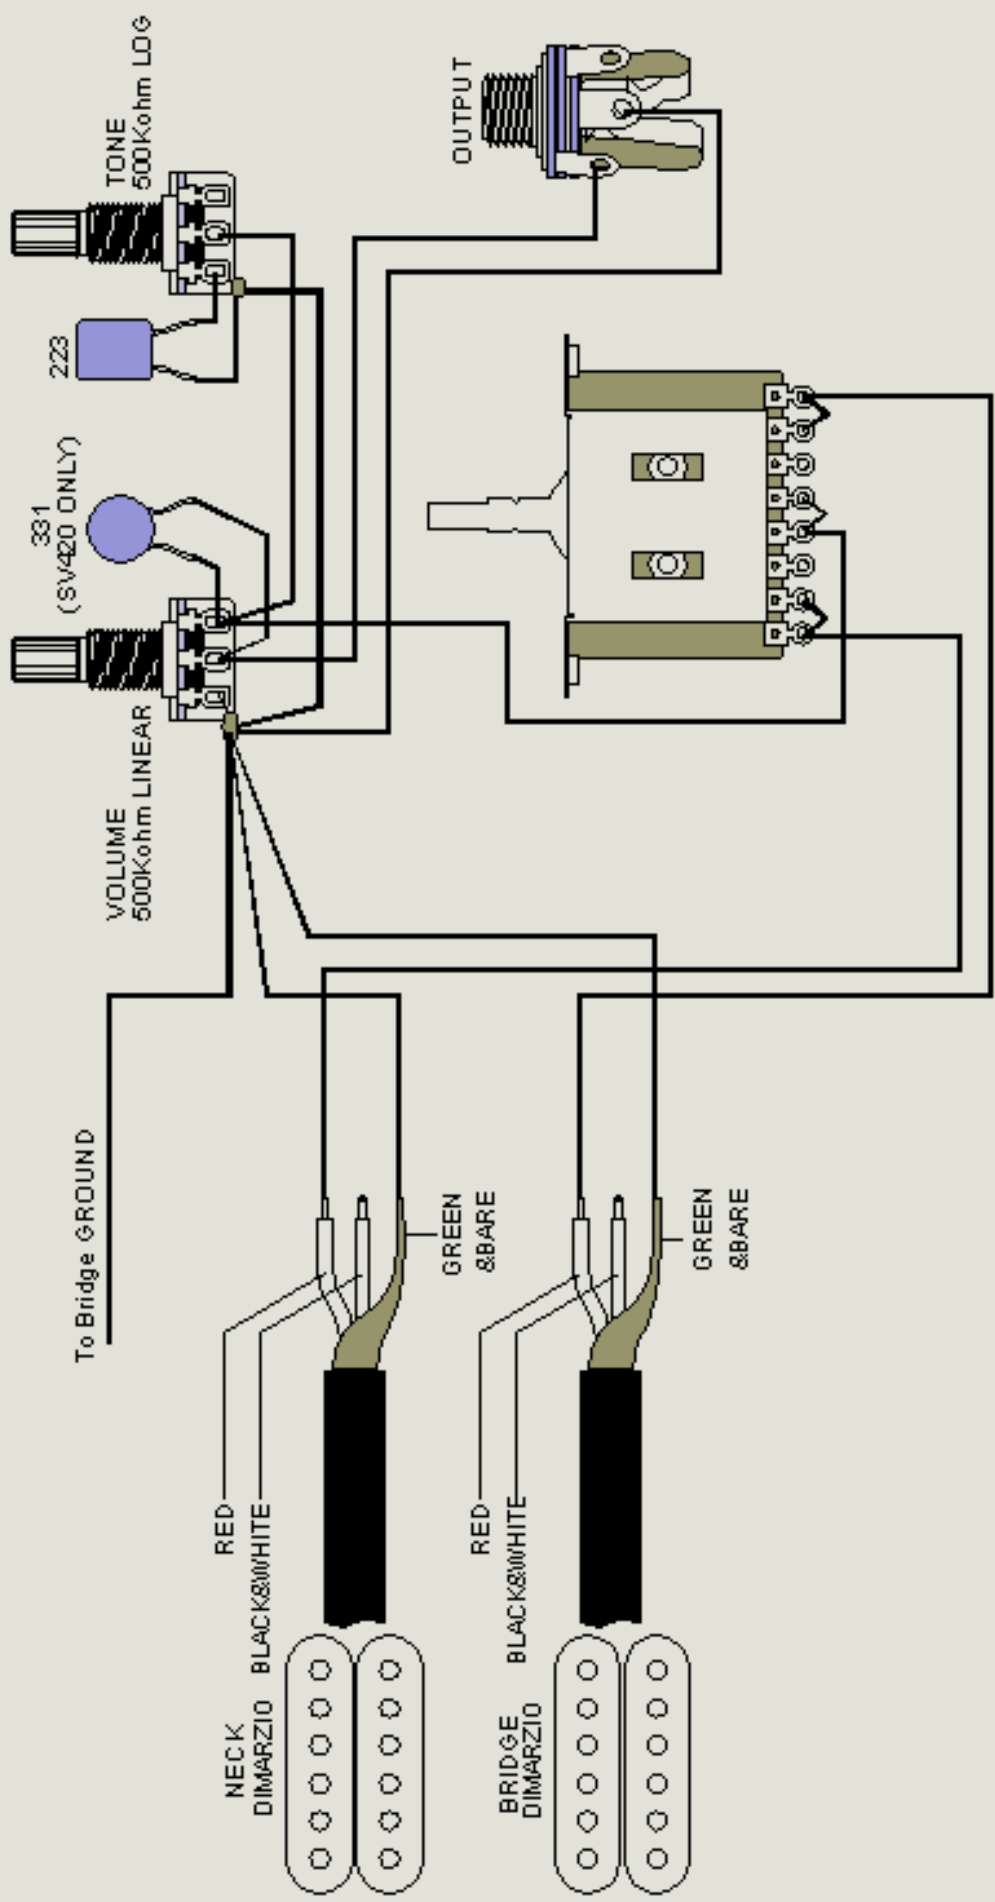 NECK
DIMARZIO
RED
BLACK&WHITE
GREEN
&BARE
BRIDGE
DIMARZIO
RED
BLACK&WHITE
GREEN
&BARE
To Bridge GROUND
VOLUME
500Kohm LINEAR
331
(SV420 ONLY)
223
TONE
500Kohm LOG
OUTPUT